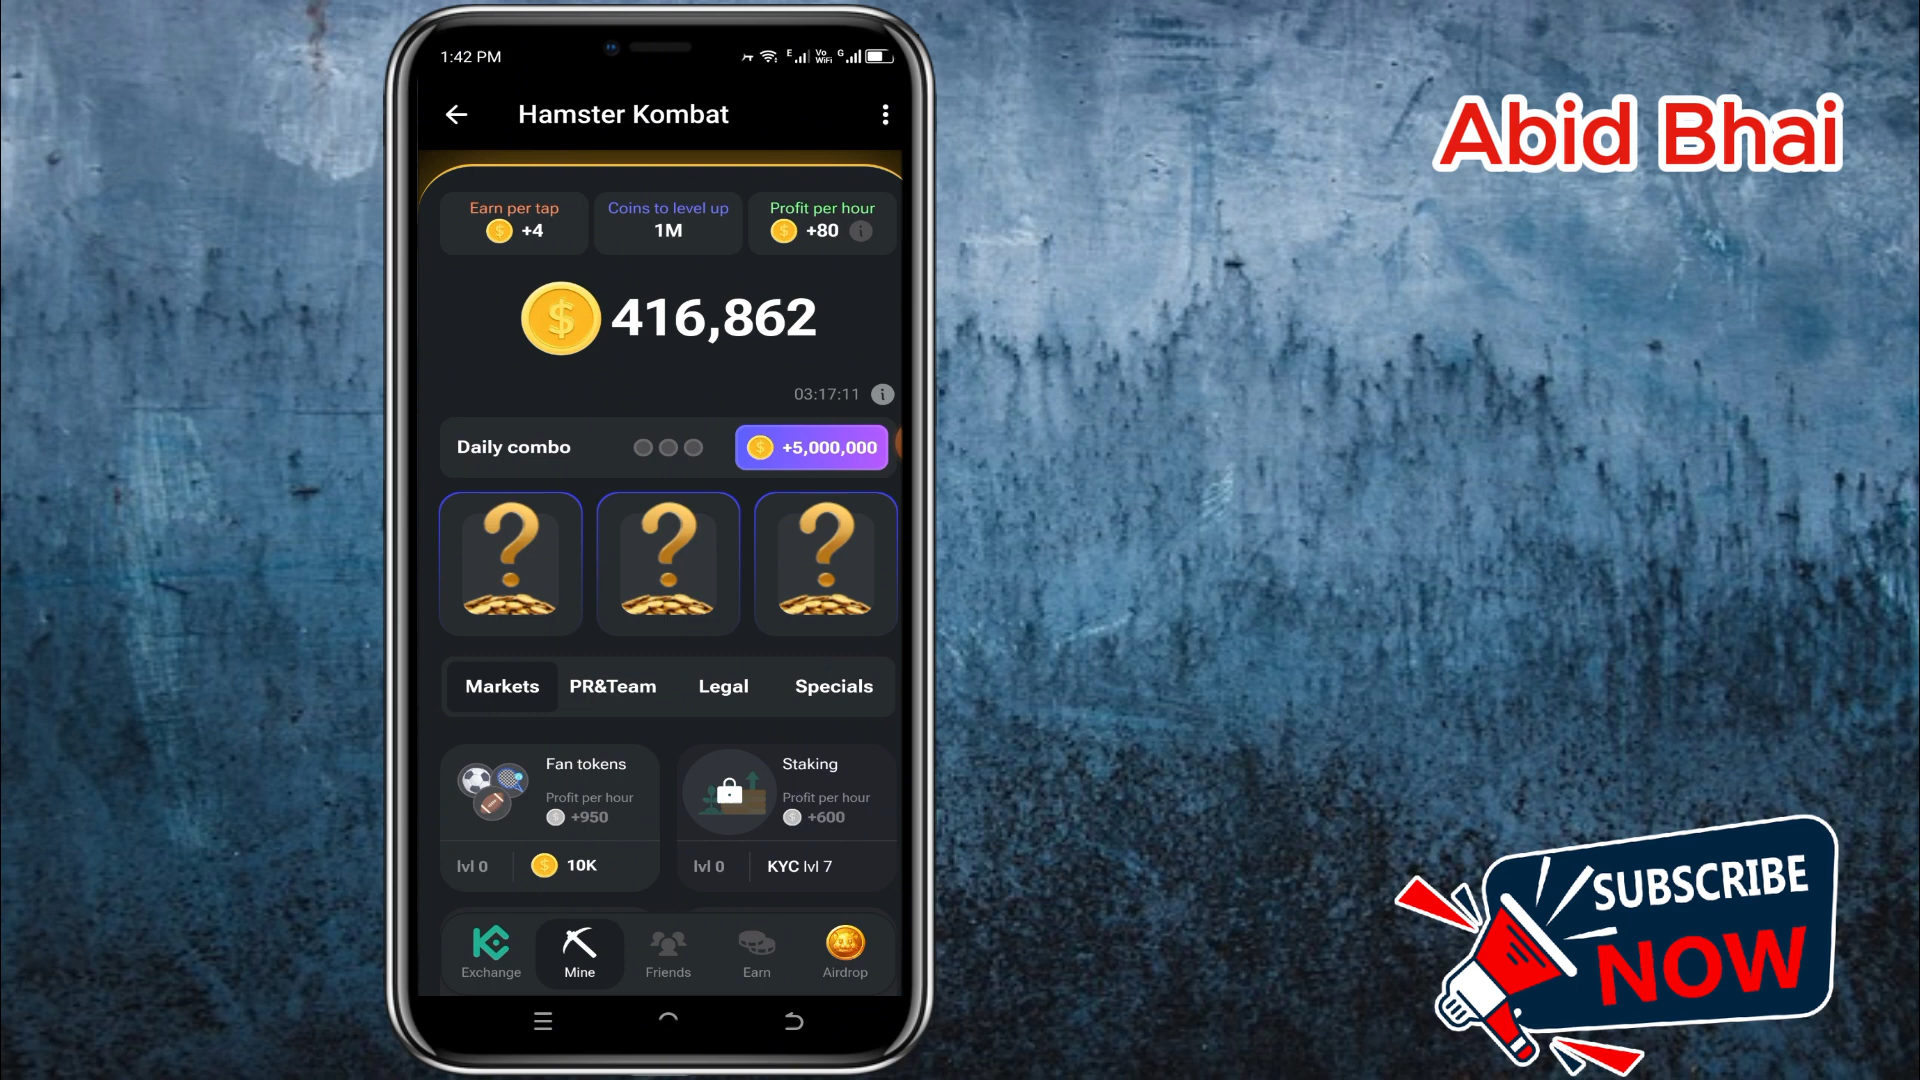 1:42 PM
E Vo WiFi G
Hamster Kombat
Abid Bhai
Earn per tap
+4
Coins to level up
1M
Profit per hour
+80
416,862
03:17:11
Daily combo
+5,000,000
Markets PR&Team Legal Specials
Fan tokens
Profit per hour
+950
lvl 0
10K
Staking
Profit per hour
+600
lvl 0
KYC lvl 7
Exchange Mine Friends Earn Airdrop
SUBSCRIBE
NOW